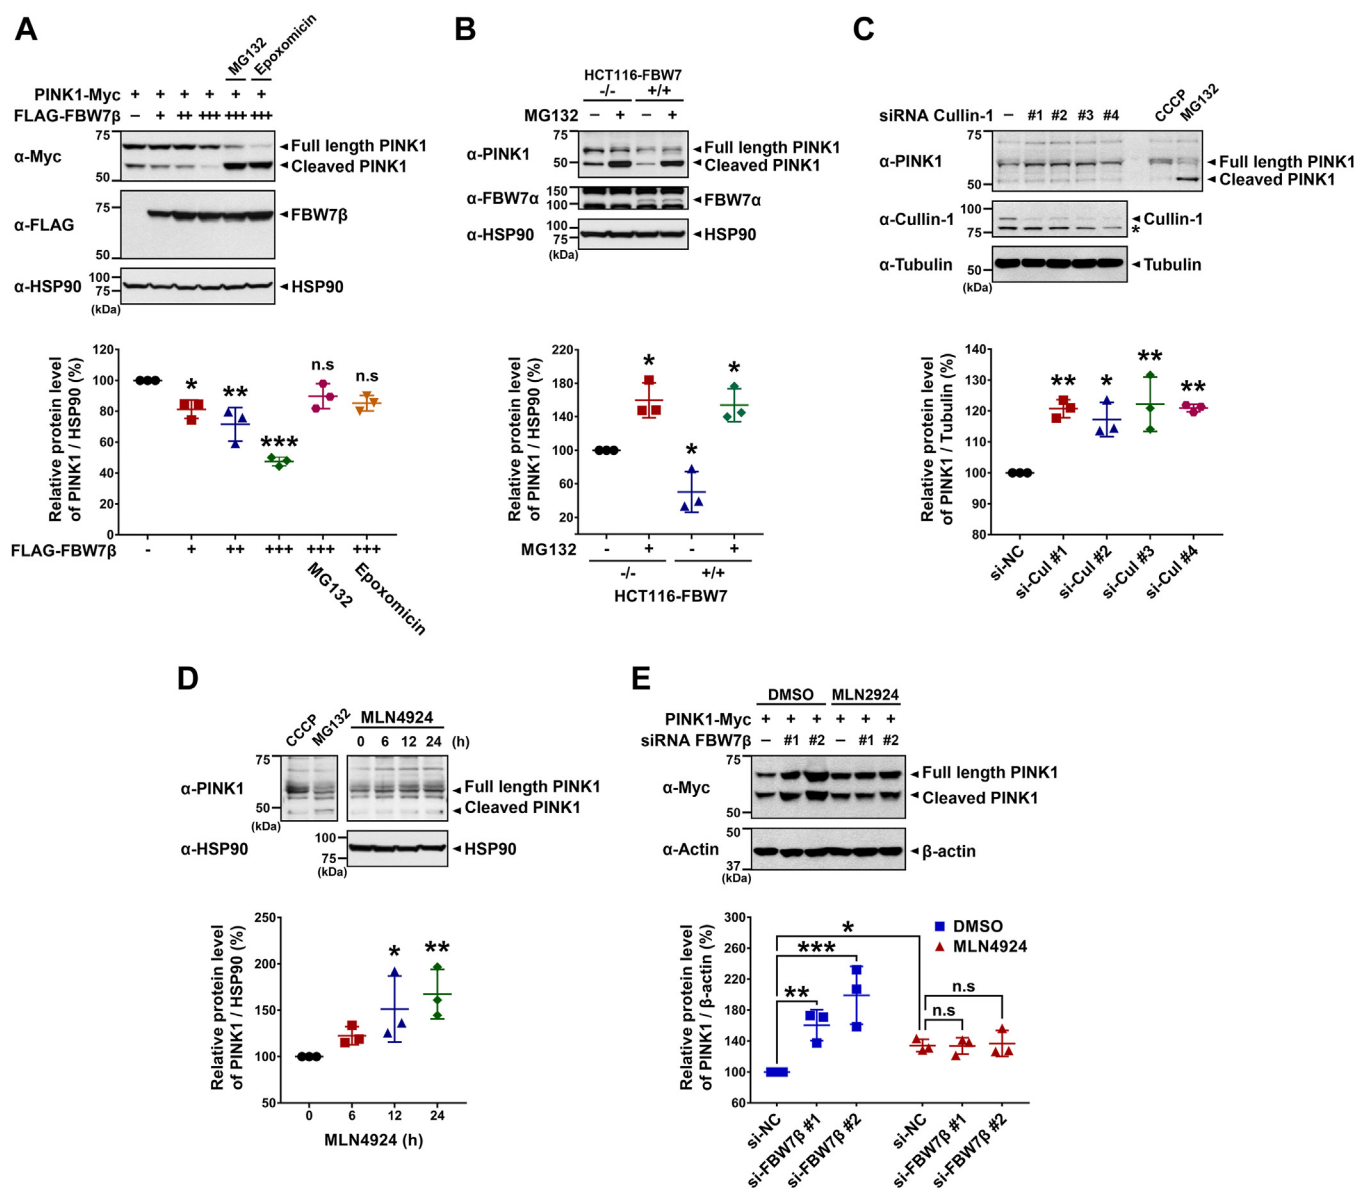 A
MG132
Epoxomicin
PINK1-Myc + + + + + +
FLAG-FBW7β – + ++ +++ +++ +++
75
α-Myc
Full length PINK1
Cleaved PINK1
50
75
α-FLAG
FBW7β
50
100
α-HSP90
75
HSP90
(kDa)
Relative protein level
of PINK1 / HSP90 (%)
120
100
80
60
40
20
0
* ** *** n.s n.s
FLAG-FBW7β - + ++ +++ +++ +++
MG132
Epoxomicin
B
HCT116-FBW7
-/- +/+
MG132 – + – +
75
α-PINK1
50
Full length PINK1
Cleaved PINK1
150
α-FBW7α
100
FBW7α
100
α-HSP90
75
HSP90
(kDa)
Relative protein level
of PINK1 / HSP90 (%)
220
180
140
100
60
20
* * *
MG132 - + - +
-/- +/+
HCT116-FBW7
C
siRNA Cullin-1 – #1 #2 #3 #4
CCCP
MG132
75
α-PINK1
50
Full length PINK1
Cleaved PINK1
100
α-Cullin-1
75
Cullin-1
*
α-Tubulin
50
Tubulin
(kDa)
Relative protein level
of PINK1 / Tubulin (%)
140
130
120
110
100
90
80
** * ** **
si-NC
si-Cul #1
si-Cul #2
si-Cul #3
si-Cul #4
D
CCCP
MG132
MLN4924
0 6 12 24 (h)
75
α-PINK1
50
(kDa)
Full length PINK1
Cleaved PINK1
100
α-HSP90
75
HSP90
(kDa)
Relative protein level
of PINK1 / HSP90 (%)
250
200
150
100
50
* **
0 6 12 24
MLN4924 (h)
E
DMSO MLN2924
PINK1-Myc + + + + + +
siRNA FBW7β – #1 #2 – #1 #2
75
α-Myc
50
Full length PINK1
Cleaved PINK1
50
α-Actin
37
β-actin
(kDa)
Relative protein level
of PINK1 / β-actin (%)
300
260
220
180
140
100
60
DMSO
MLN4924
*
***
**
n.s
n.s
si-NC
si-FBW7β #1
si-FBW7β #2
si-NC
si-FBW7β #1
si-FBW7β #2